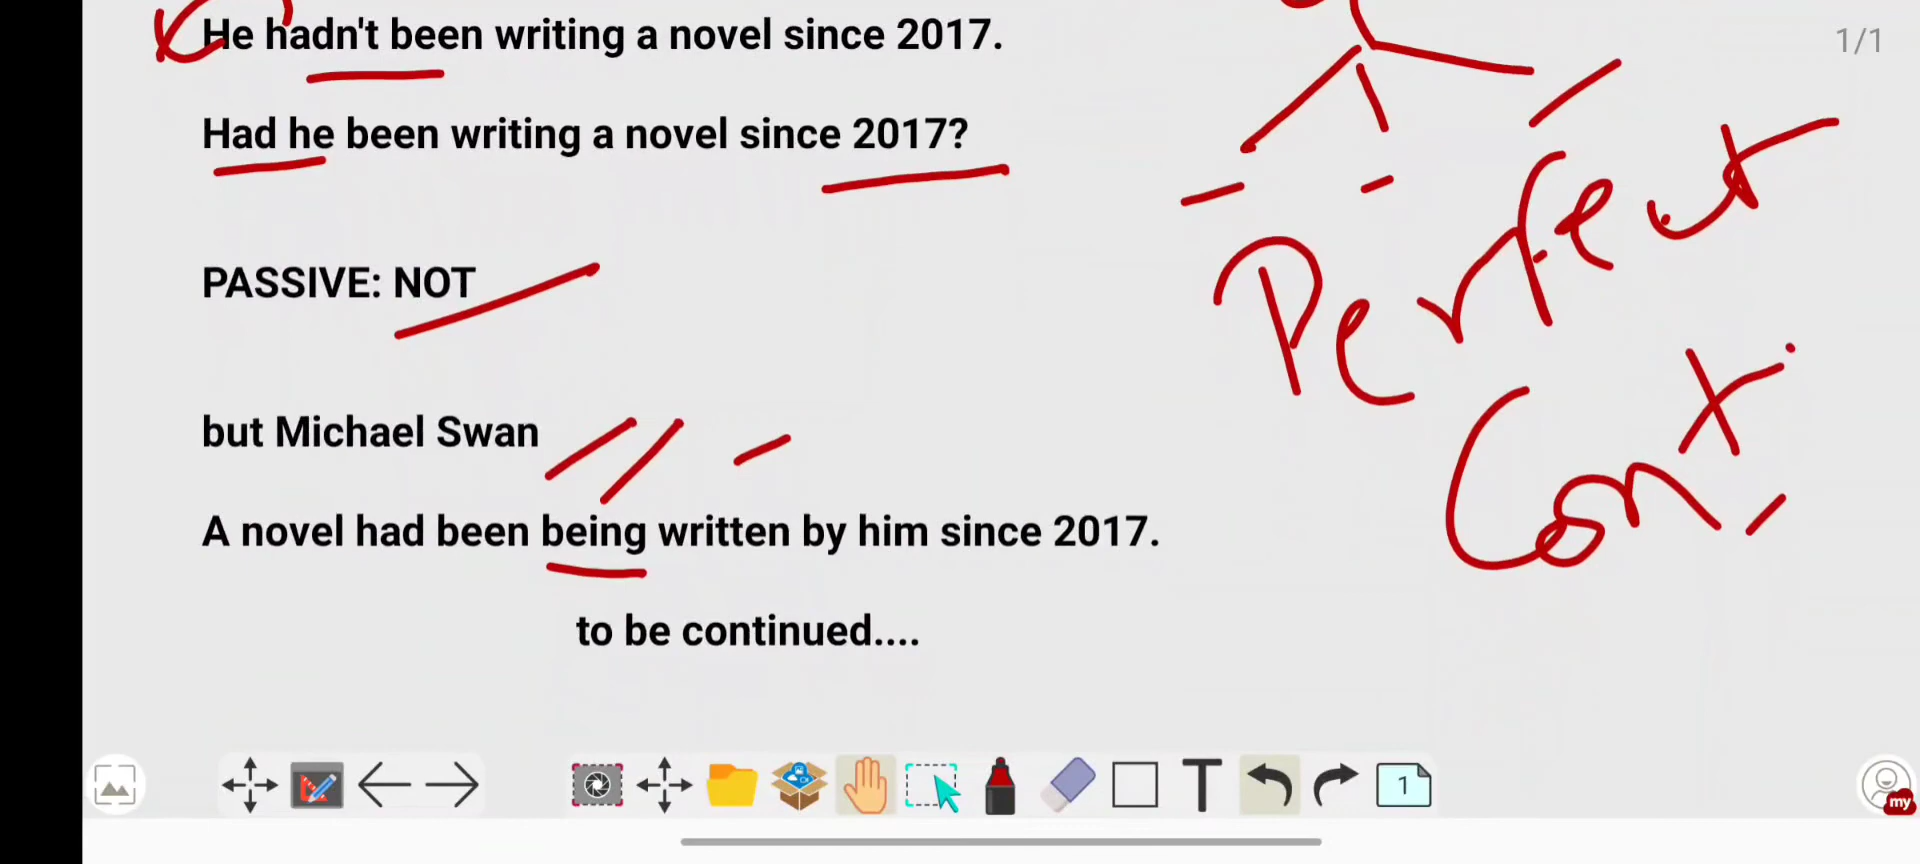 He hadn't been writing a novel since 2017.
1/1
Had he been writing a novel since 2017?
Perfect
PASSIVE: NOT
Cont.
but Michael Swan
A novel had been being written by him since 2017.
to be continued....
T
1
my